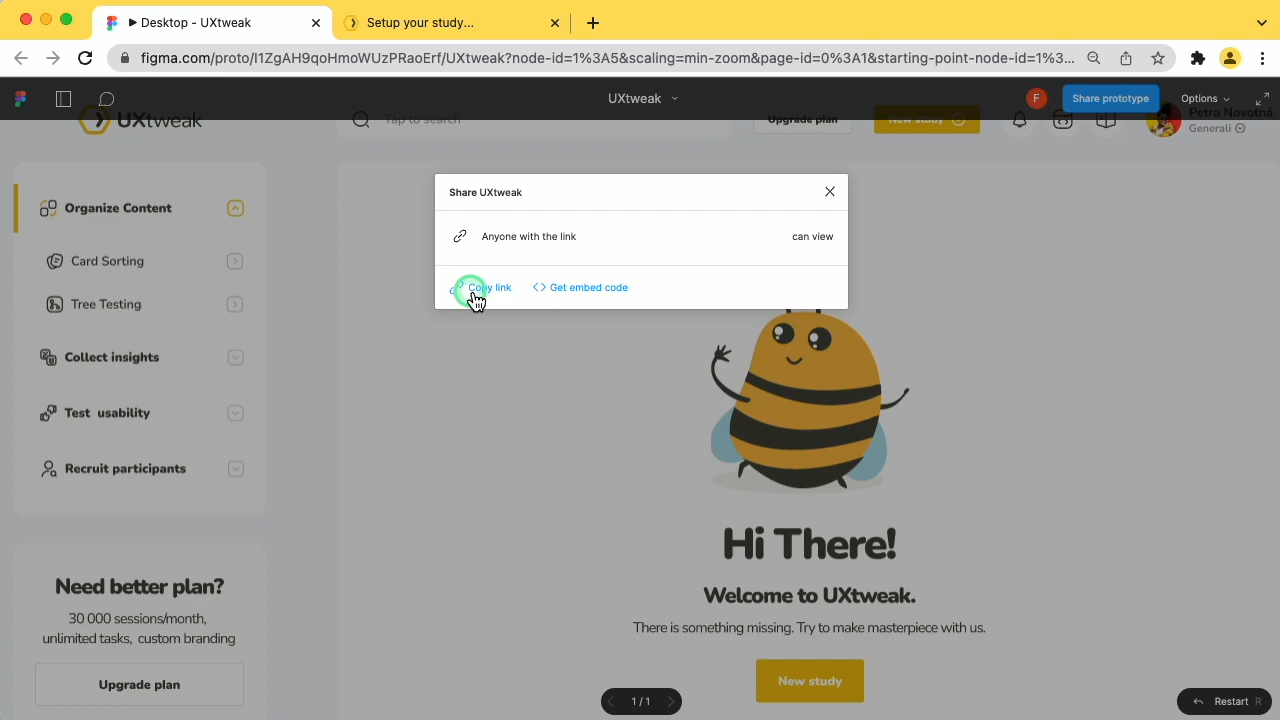 Desktop - UXtweak
Setup your study...
figma.com/proto/I1ZgAH9qoHmoWUzPRaoErf/UXtweak?node-id=1%3A5&scaling=min-zoom&page-id=0%3A1&starting-point-node-id=1%3...
UXtweak
F
Share prototype
Options
UXtweak
Tap to search
Upgrade plan
New study
Petra Novotná
Generali
Share UXtweak
Anyone with the link
can view
Copy link
<> Get embed code
Organize Content
Card Sorting
Tree Testing
Collect insights
Test usability
Recruit participants
Need better plan?
30 000 sessions/month,
unlimited tasks, custom branding
Upgrade plan
Hi There!
Welcome to UXtweak.
There is something missing. Try to make masterpiece with us.
New study
1 / 1
Restart R